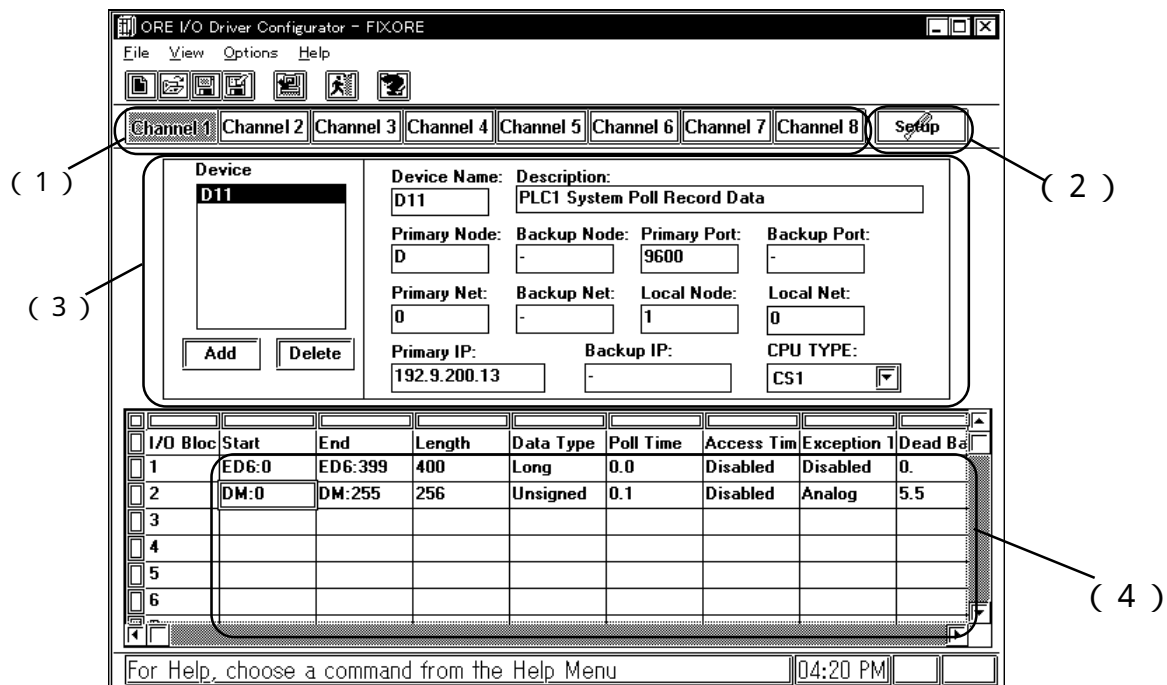 ORE I/O Driver Configurator - FIXORE
File View Options Help
Channel 1 Channel 2 Channel 3 Channel 4 Channel 5 Channel 6 Channel 7 Channel 8 Setup
(1)
(2)
(3)
Device
D11
Add Delete
Device Name: Description:
D11 PLC1 System Poll Record Data
Primary Node: Backup Node: Primary Port: Backup Port:
D - 9600 -
Primary Net: Backup Net: Local Node: Local Net:
0 - 1 0
Primary IP: Backup IP: CPU TYPE:
192.9.200.13 - CS1
I/O Bloc Start End Length Data Type Poll Time Access Tim Exception T Dead Ba
1 ED6:0 ED6:399 400 Long 0.0 Disabled Disabled 0.
2 DM:0 DM:255 256 Unsigned 0.1 Disabled Analog 5.5
3
4
5
6
(4)
For Help, choose a command from the Help Menu 04:20 PM